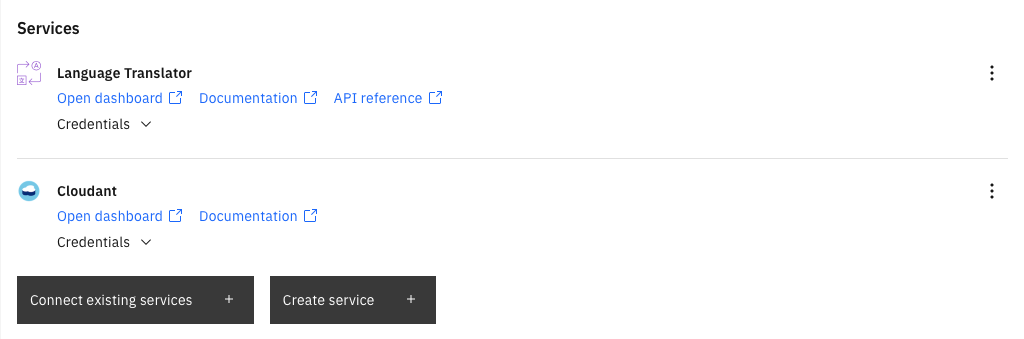 Services
Language Translator
Open dashboard Documentation API reference
Credentials
Cloudant
Open dashboard Documentation
Credentials
Connect existing services + Create service +